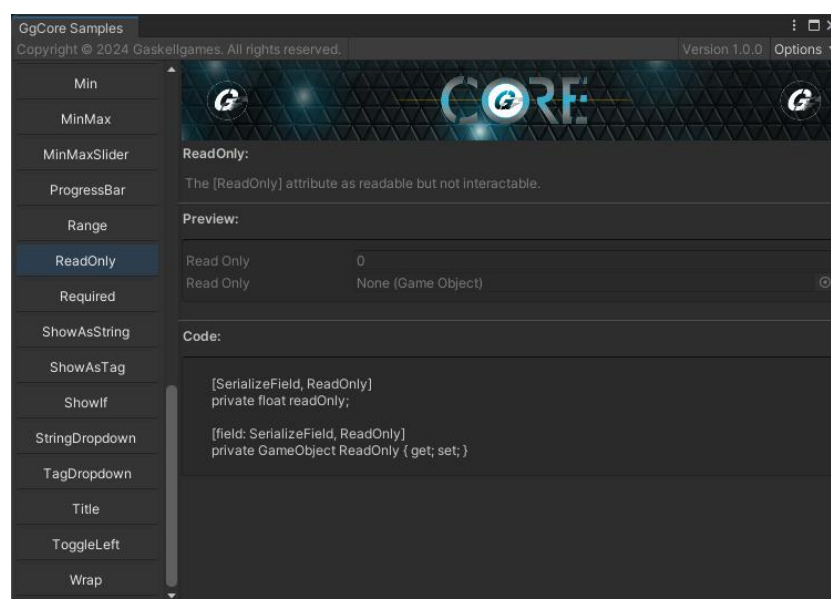 GgCore Samples
Copyright © 2024 Gaskellgames. All rights reserved.
Version 1.0.0
Options
Min
MinMax
MinMaxSlider
ProgressBar
Range
ReadOnly
Required
ShowAsString
ShowAsTag
ShowIf
StringDropdown
TagDropdown
Title
ToggleLeft
Wrap
G
CORE
G
ReadOnly:
The [ReadOnly] attribute as readable but not interactable.
Preview:
Read Only 0
Read Only None (Game Object)
Code:
[SerializeField, ReadOnly]
private float readOnly;
[field: SerializeField, ReadOnly]
private GameObject ReadOnly { get; set; }